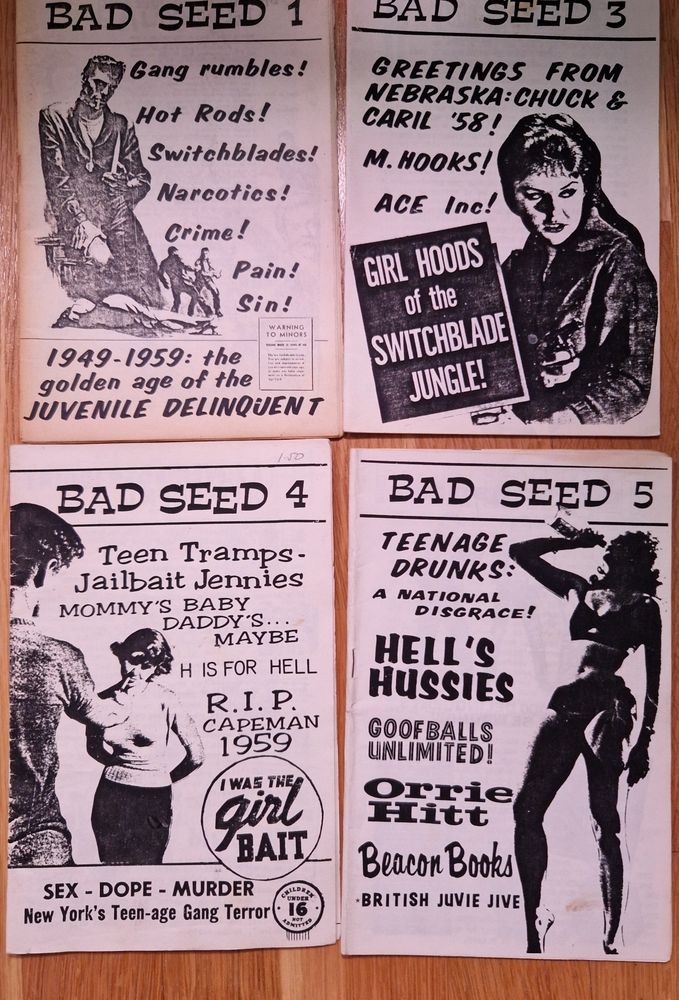 BAD SEED 1
Gang rumbles!
Hot Rods!
Switchblades!
Narcotics!
Crime!
Pain!
Sin!
WARNING
TO MINORS
1949-1959: the
golden age of the
JUVENILE DELINQUENT
BAD SEED 3
GREETINGS FROM
NEBRASKA: CHUCK &
CARIL '58!
M. HOOKS!
ACE Inc!
GIRL HOODS
of the
SWITCHBLADE
JUNGLE!
1.50
BAD SEED 4
Teen Tramps-
Jailbait Jennies
MOMMY'S BABY
DADDY'S...
MAYBE
H IS FOR HELL
R.I.P.
CAPEMAN
1959
I WAS THE
girl
BAIT
SEX - DOPE - MURDER
New York's Teen-age Gang Terror
CHILDREN
UNDER
16
NOT
ADMITTED
BAD SEED 5
TEENAGE
DRUNKS:
A NATIONAL
DISGRACE!
HELL'S
HUSSIES
GOOFBALLS
UNLIMITED!
Orrie
Hitt
Beacon Books
*BRITISH JUVIE JIVE